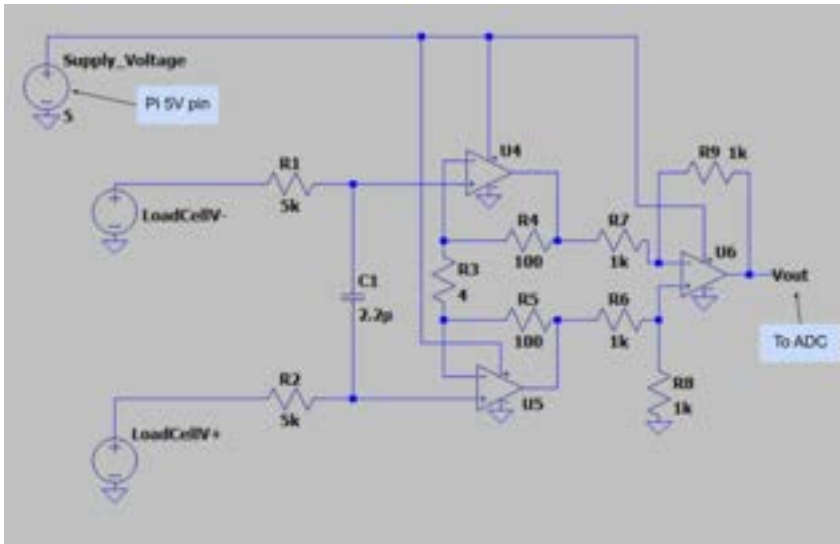 Supply_Voltage
Pi 5V pin
5
U4
R9 1k
R1
5k
LoadCellV-
R4
100
R7
1k
U6
R3
4
C1
2.2µ
Vout
R5
100
R6
1k
To ADC
R2
5k
U5
R8
1k
LoadCellV+